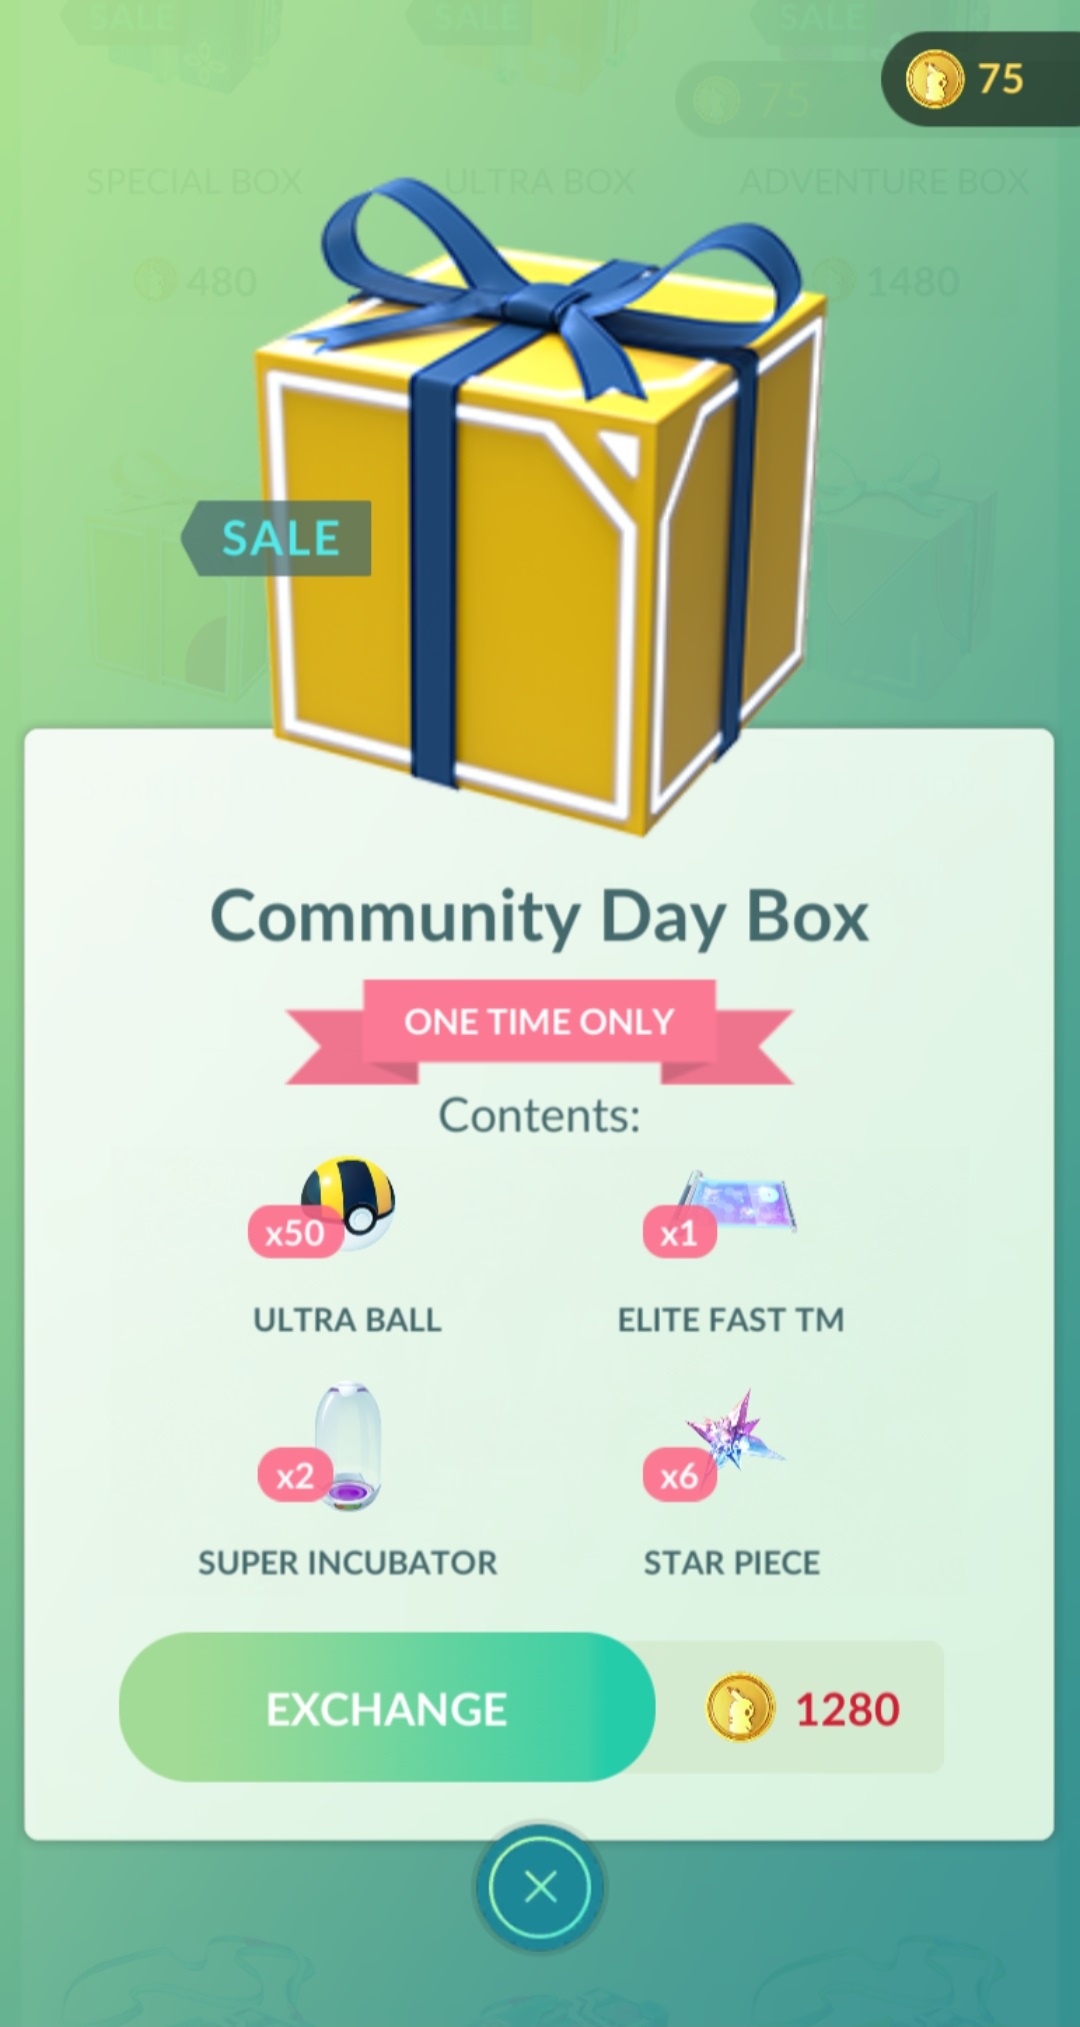 SALE
SALE
SALE
75
75
SPECIAL BOX
ULTRA BOX
ADVENTURE BOX
480
1480
SALE
Community Day Box
ONE TIME ONLY
Contents:
x50
x1
ULTRA BALL
ELITE FAST TM
x2
x6
SUPER INCUBATOR
STAR PIECE
EXCHANGE
1280